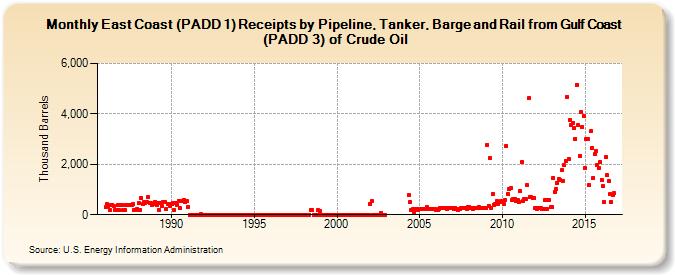 Monthly East Coast (PADD 1) Receipts by Pipeline, Tanker, Barge and Rail from Gulf Coast
(PADD 3) of Crude Oil
Thousand Barrels
6,000
4,000
2,000
0
1990
1995
2000
2005
2010
2015
Source: U.S. Energy Information Administration